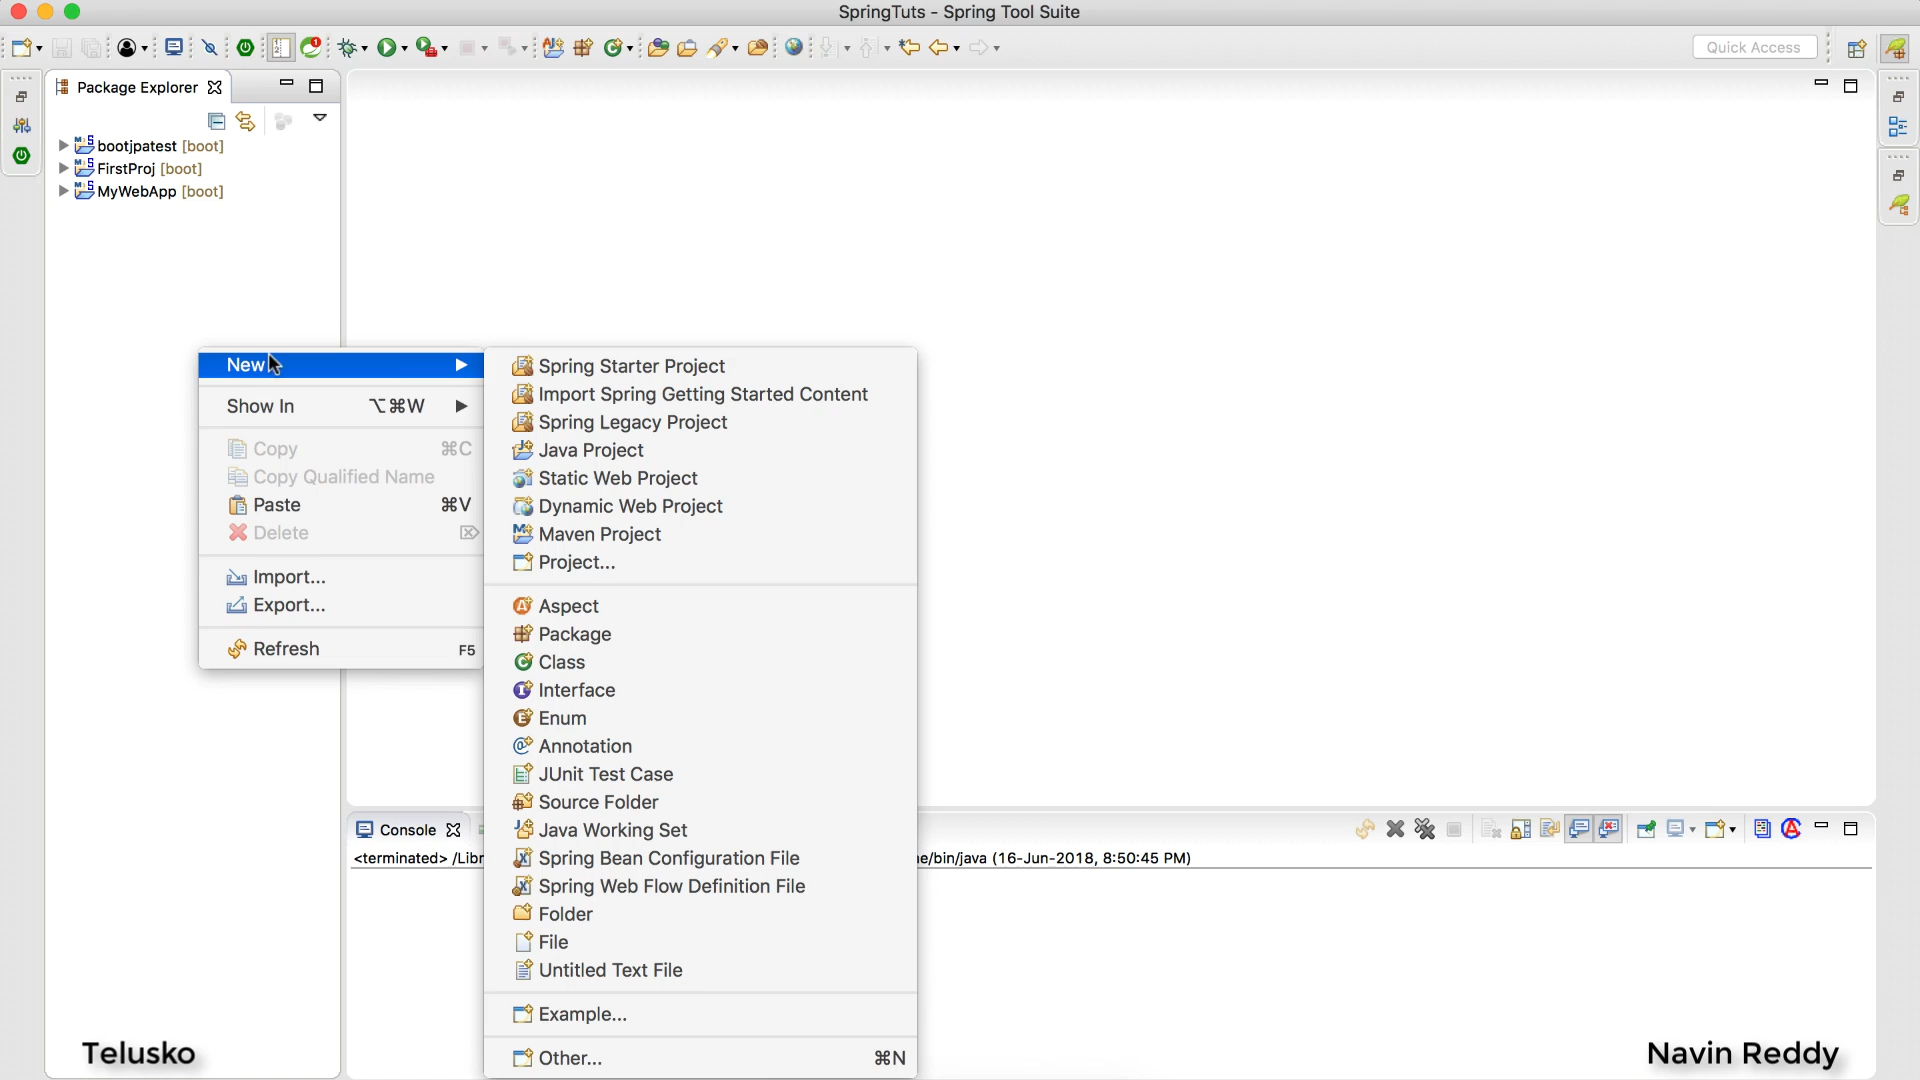 SpringTuts - Spring Tool Suite
Quick Access
Package Explorer
bootjpatest [boot]
FirstProj [boot]
MyWebApp [boot]
New
Show In ⌥⌘W
Copy ⌘C
Copy Qualified Name
Paste ⌘V
Delete ⌦
Import...
Export...
Refresh F5
Spring Starter Project
Import Spring Getting Started Content
Spring Legacy Project
Java Project
Static Web Project
Dynamic Web Project
Maven Project
Project...
Aspect
Package
Class
Interface
Enum
Annotation
JUnit Test Case
Source Folder
Java Working Set
Spring Bean Configuration File
Spring Web Flow Definition File
Folder
File
Untitled Text File
Example...
Other... ⌘N
Console
<terminated> /Libr
e/bin/java (16-Jun-2018, 8:50:45 PM)
Telusko
Navin Reddy